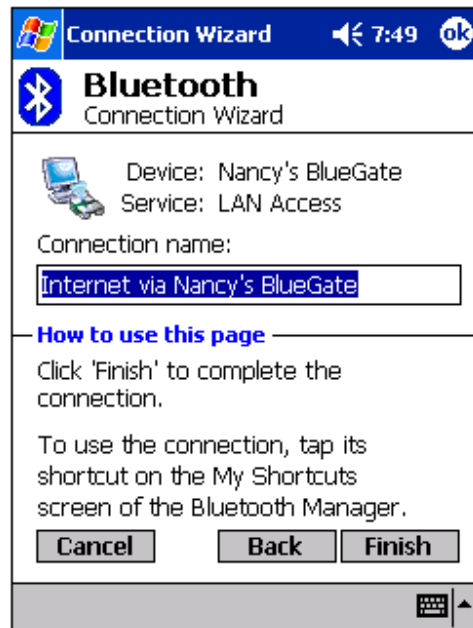 Connection Wizard 7:49 ok
Bluetooth
Connection Wizard
Device: Nancy's BlueGate
Service: LAN Access
Connection name:
Internet via Nancy's BlueGate
How to use this page
Click 'Finish' to complete the
connection.
To use the connection, tap its
shortcut on the My Shortcuts
screen of the Bluetooth Manager.
Cancel Back Finish